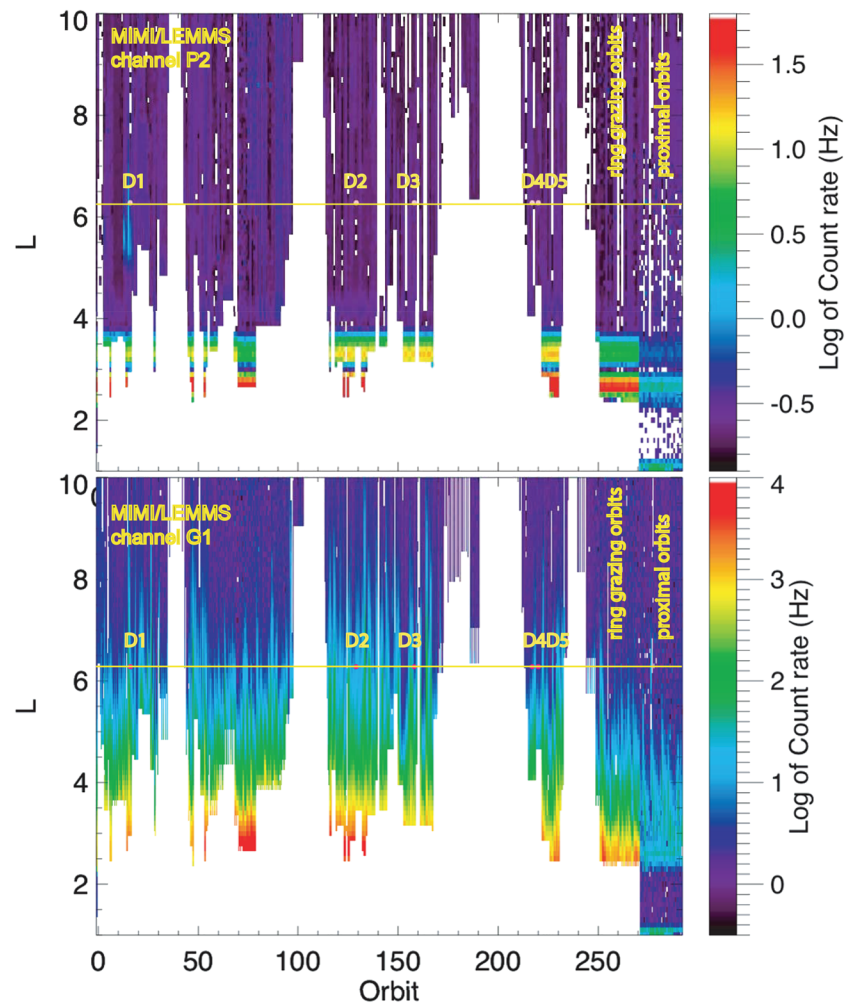 10
8
6
4
2
L
MIMI/LEMMS
channel P2
D1
D2
D3
D4D5
ring grazing orbits
proximal orbits
1.5
1.0
0.5
0.0
-0.5
Log of Count rate (Hz)
10
8
6
4
2
L
MIMI/LEMMS
channel G1
D1
D2
D3
D4D5
ring grazing orbits
proximal orbits
4
3
2
1
0
Log of Count rate (Hz)
0 50 100 150 200 250
Orbit